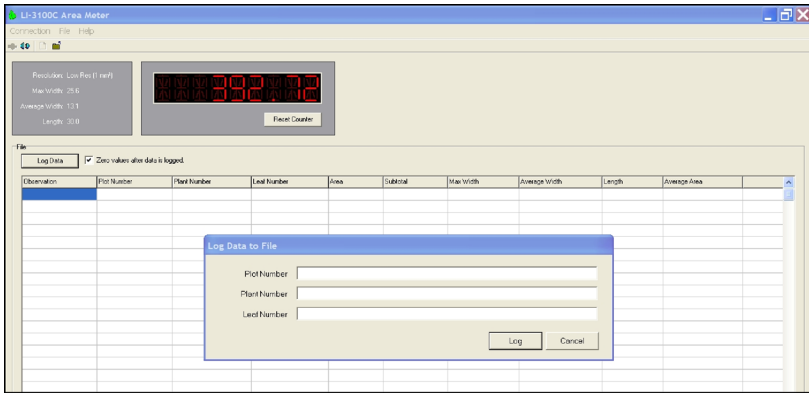 LI-3100C Area Meter
Connection File Help
Resolution: Low Res (1 mm²)
Max Width: 25.6
Average Width: 13.1
Length: 30.0
392.72
Reset Counter
File
Log Data
Zero values after data is logged.
Observation Plot Number Plant Number Leaf Number Area Subtotal Max Width Average Width Length Average Area
Log Data to File
Plot Number
Plant Number
Leaf Number
Log Cancel